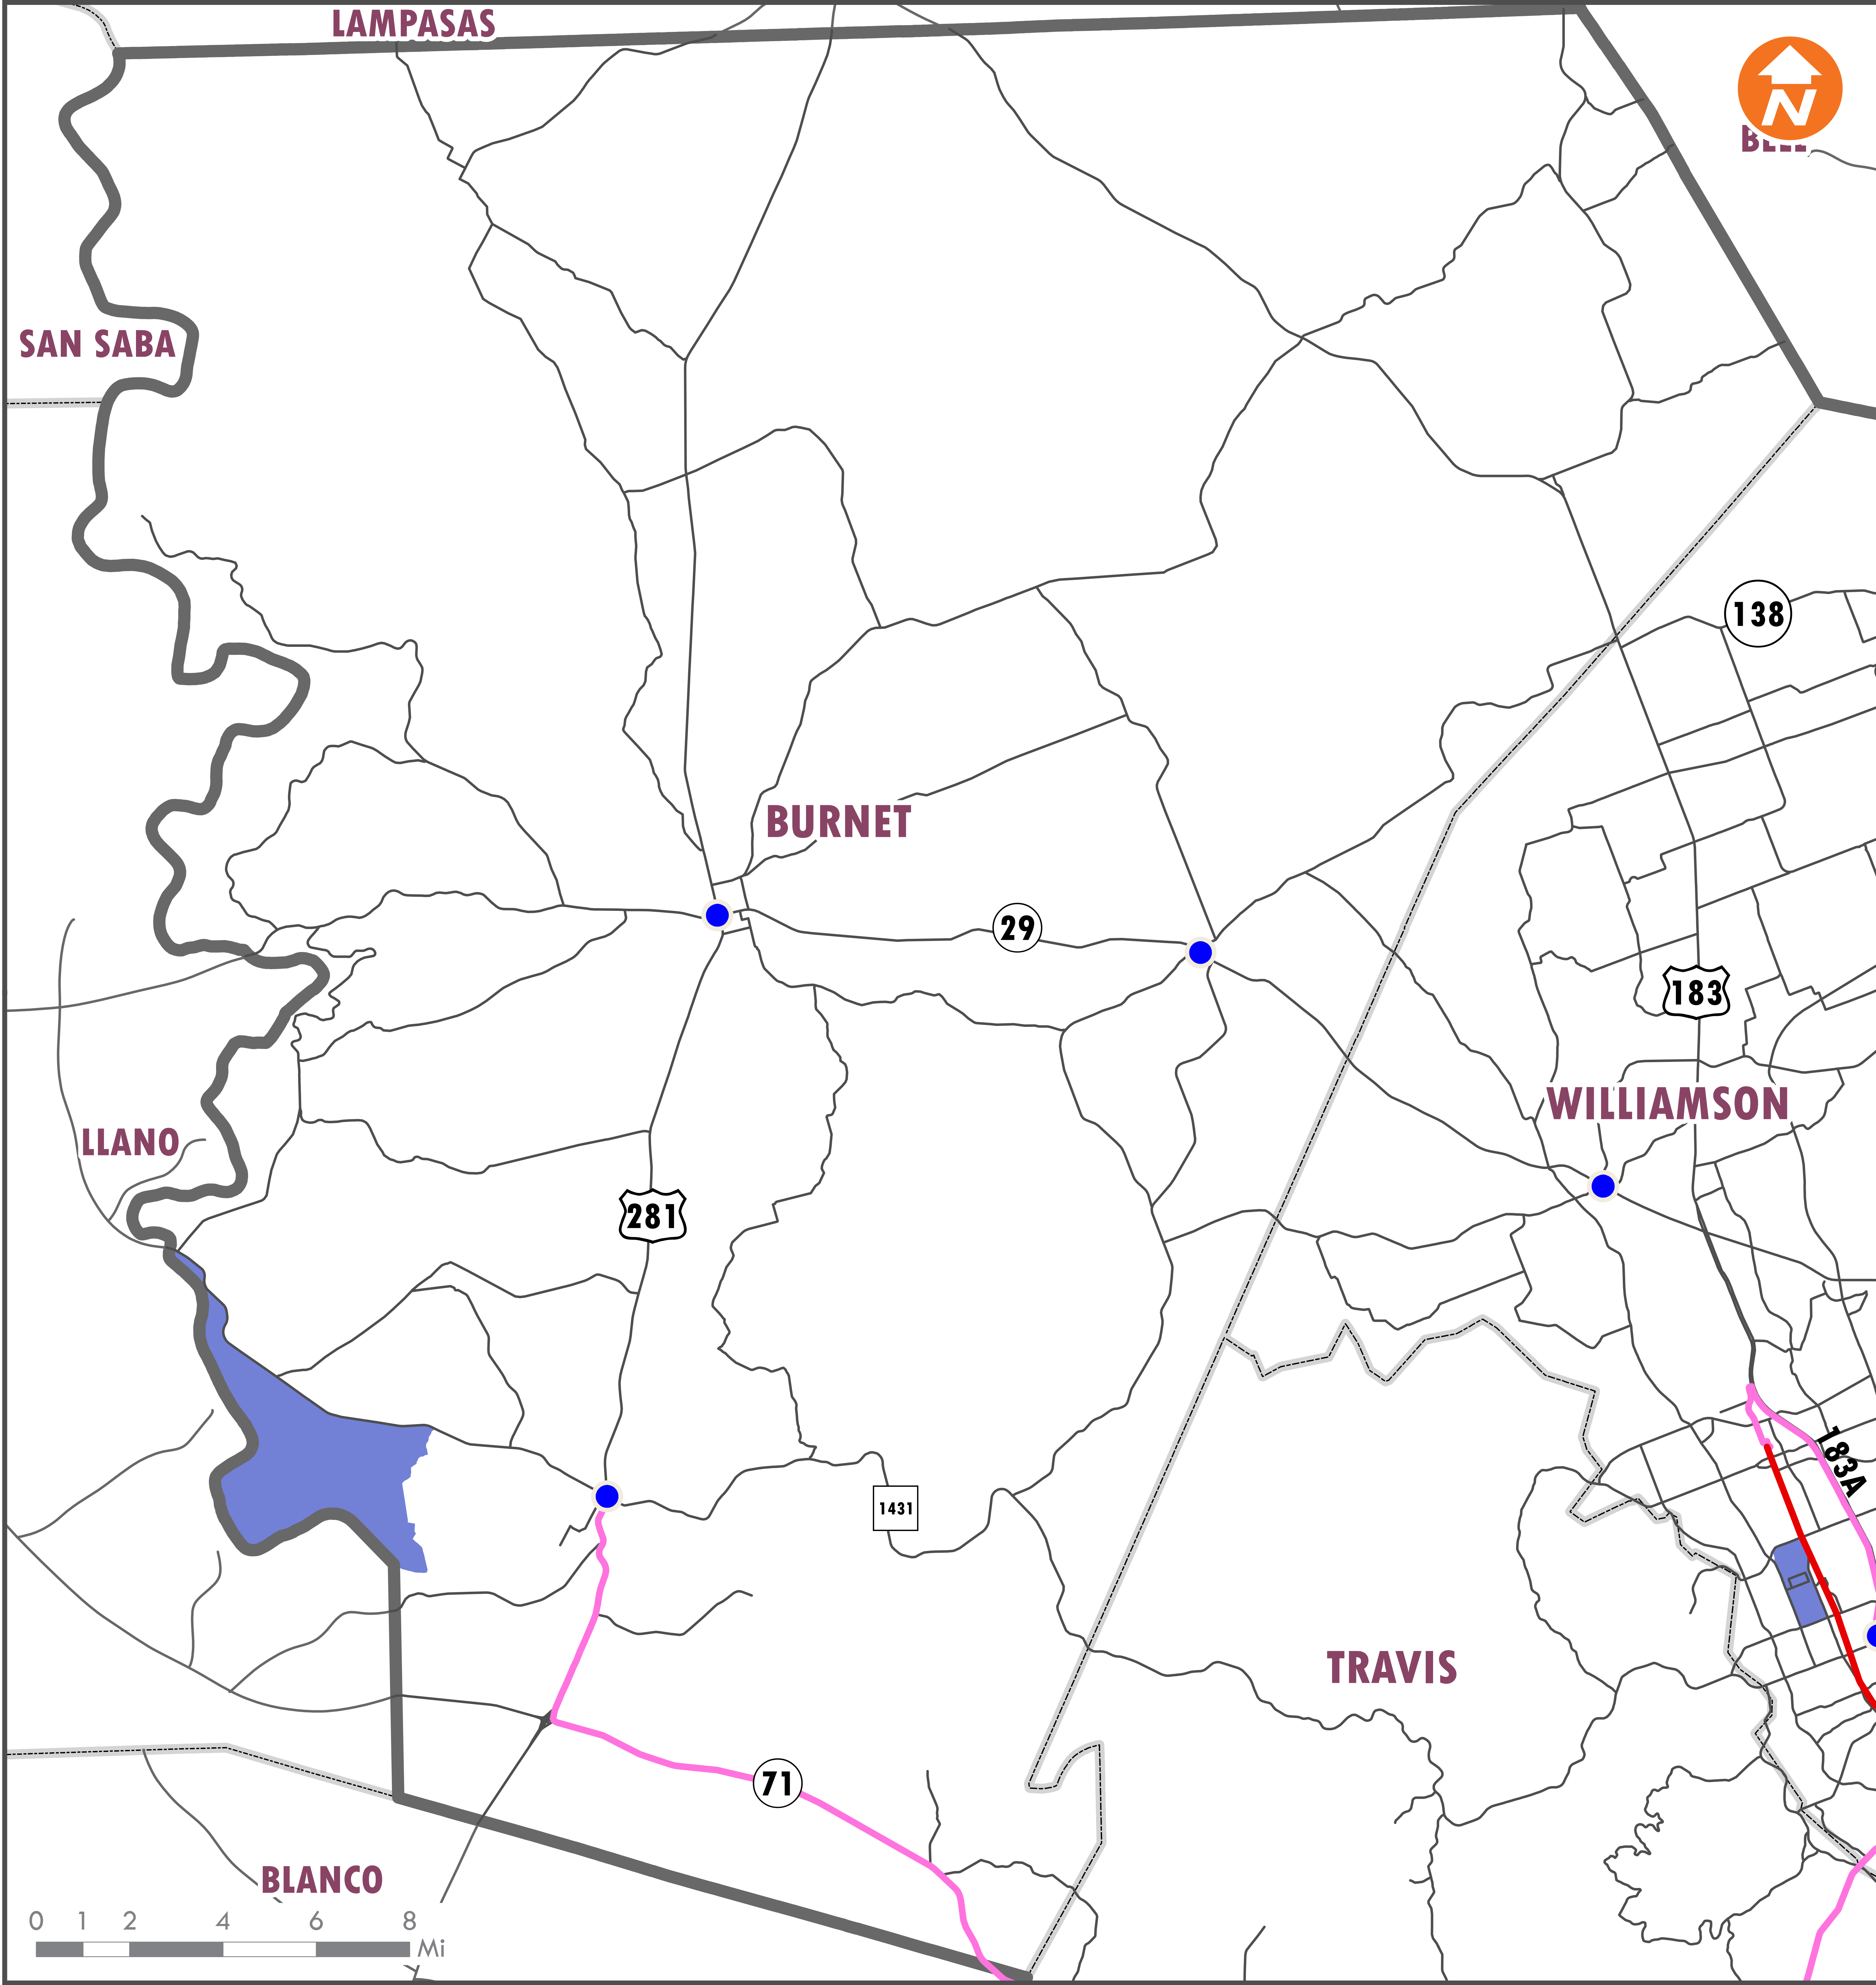 LAMPASAS
N
BELL
SAN SABA
138
BURNET
29
183
WILLIAMSON
LLANO
281
183A
1431
TRAVIS
71
BLANCO
0 1 2 4 6 8
Mi